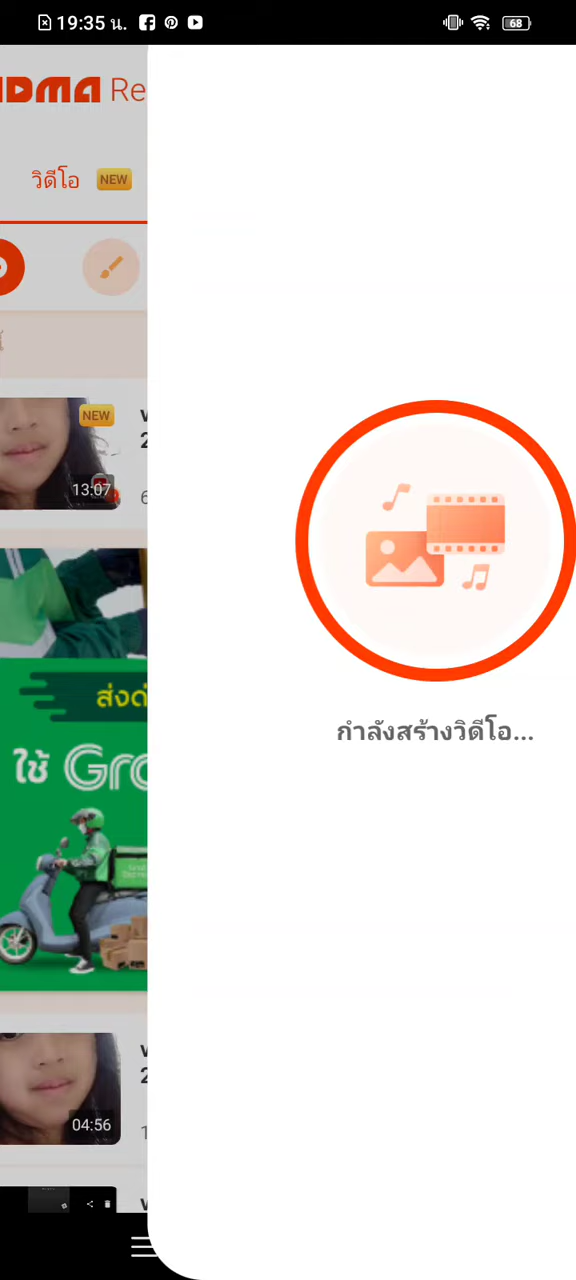 19:35 น.
68
Re
วิดีโอ NEW
NEW
13:07
ส่งด่
ใช้ Gra
กำลังสร้างวิดีโอ...
04:56